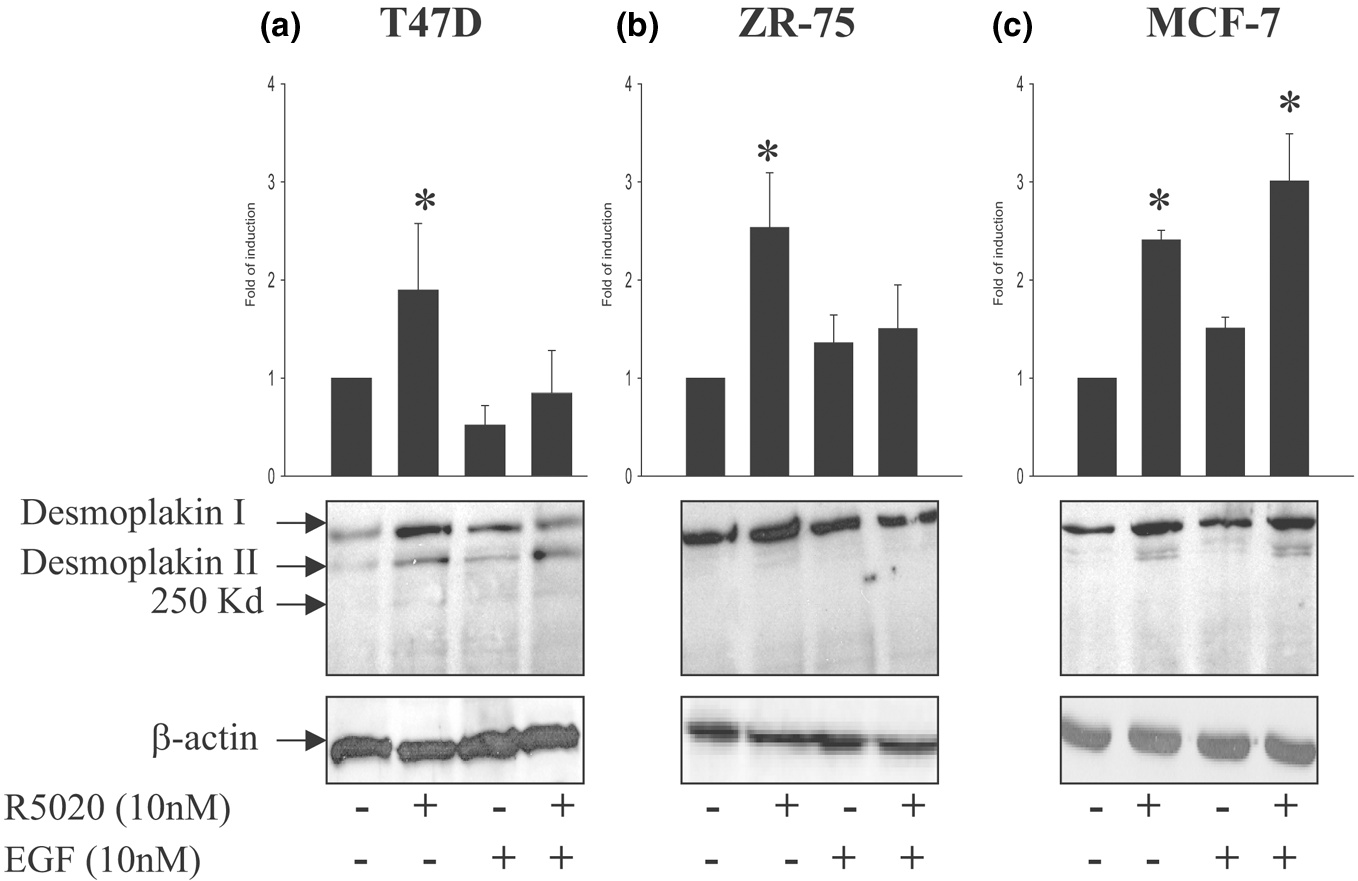 (a) T47D (b) ZR-75 (c) MCF-7
4 4 4
* * *
3 3 3
* *
Fold of induction Fold of induction Fold of induction
2 2 2
1 1 1
0 0 0
Desmoplakin I
Desmoplakin II
250 Kd
β-actin
R5020 (10nM) - + - + - + - + - + - +
EGF (10nM) - - + + - - + + - - + +